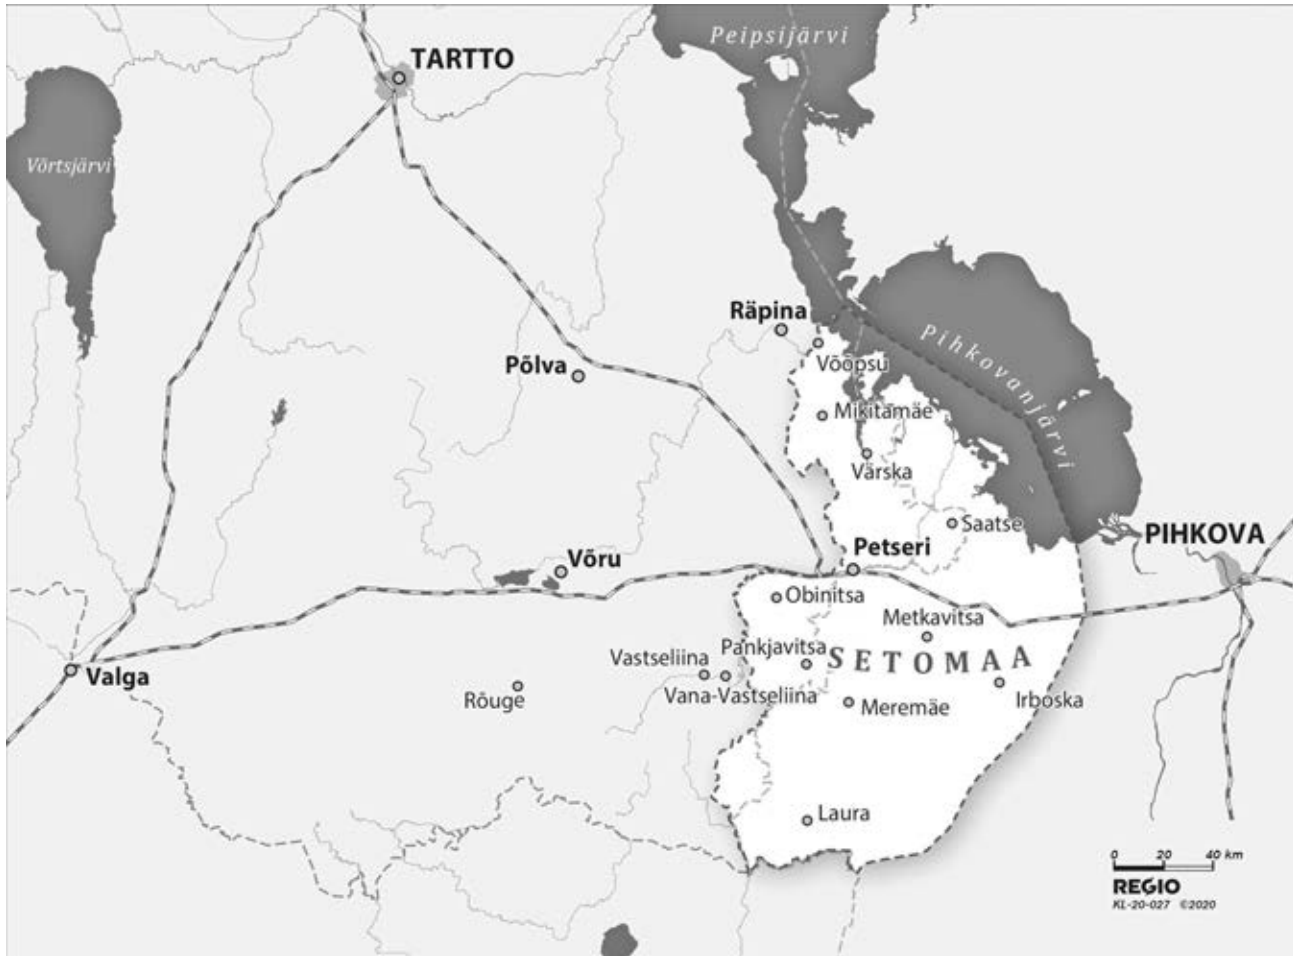 Peipsijärvi
TARTTO
Võrtsjärvi
Räpina
Võõpsu
Põlva
Pihkovanjärvi
Mikitamäe
Värska
Saatse
PIHKOVA
Petseri
Võru
Obinitsa
Metkavitsa
Pankjavitsa
Vastseliina
SETOMAA
Valga
Vana-Vastseliina
Rõuge
Irboska
Meremäe
Laura
0 20 40 km
REGIO
KL-20-027 ©2020